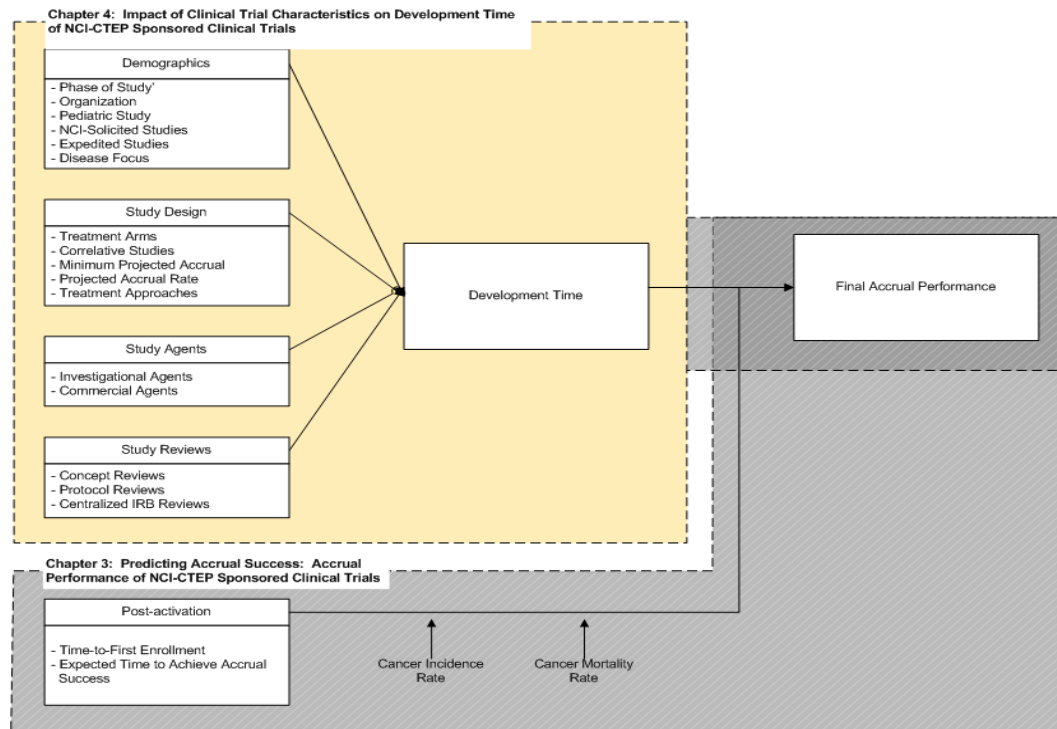 Chapter 4: Impact of Clinical Trial Characteristics on Development Time
of NCI-CTEP Sponsored Clinical Trials
Demographics
- Phase of Study'
- Organization
- Pediatric Study
- NCI-Solicited Studies
- Expedited Studies
- Disease Focus
Study Design
- Treatment Arms
- Correlative Studies
- Minimum Projected Accrual
- Projected Accrual Rate
- Treatment Approaches
Development Time
Final Accrual Performance
Study Agents
- Investigational Agents
- Commercial Agents
Study Reviews
- Concept Reviews
- Protocol Reviews
- Centralized IRB Reviews
Chapter 3: Predicting Accrual Success: Accrual
Performance of NCI-CTEP Sponsored Clinical Trials
Post-activation
- Time-to-First Enrollment
- Expected Time to Achieve Accrual
Success
Cancer Incidence
Rate
Cancer Mortality
Rate